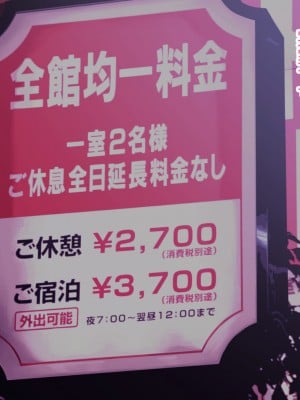 全館均一料金
一室2名様
ご休息全日延長料金なし
ご休憩 ¥2,700
(消費税別途)
ご宿泊 ¥3,700
(消費税別途)
外出可能 夜7:00〜翌昼12:00まで